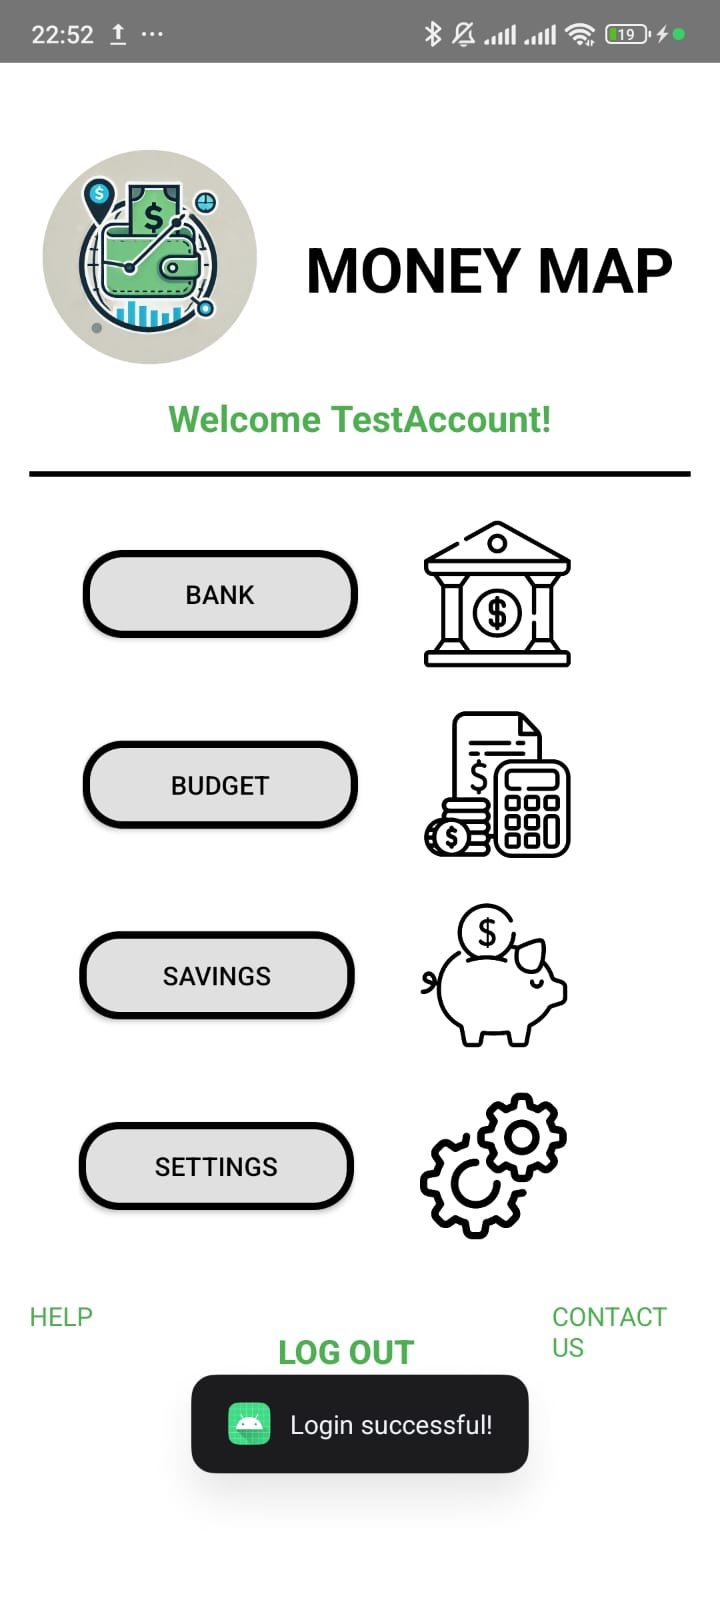 22:52
19
$
$
MONEY MAP
Welcome TestAccount!
BANK
$
BUDGET
$
$
SAVINGS
$
SETTINGS
HELP
CONTACT
US
LOG OUT
Login successful!